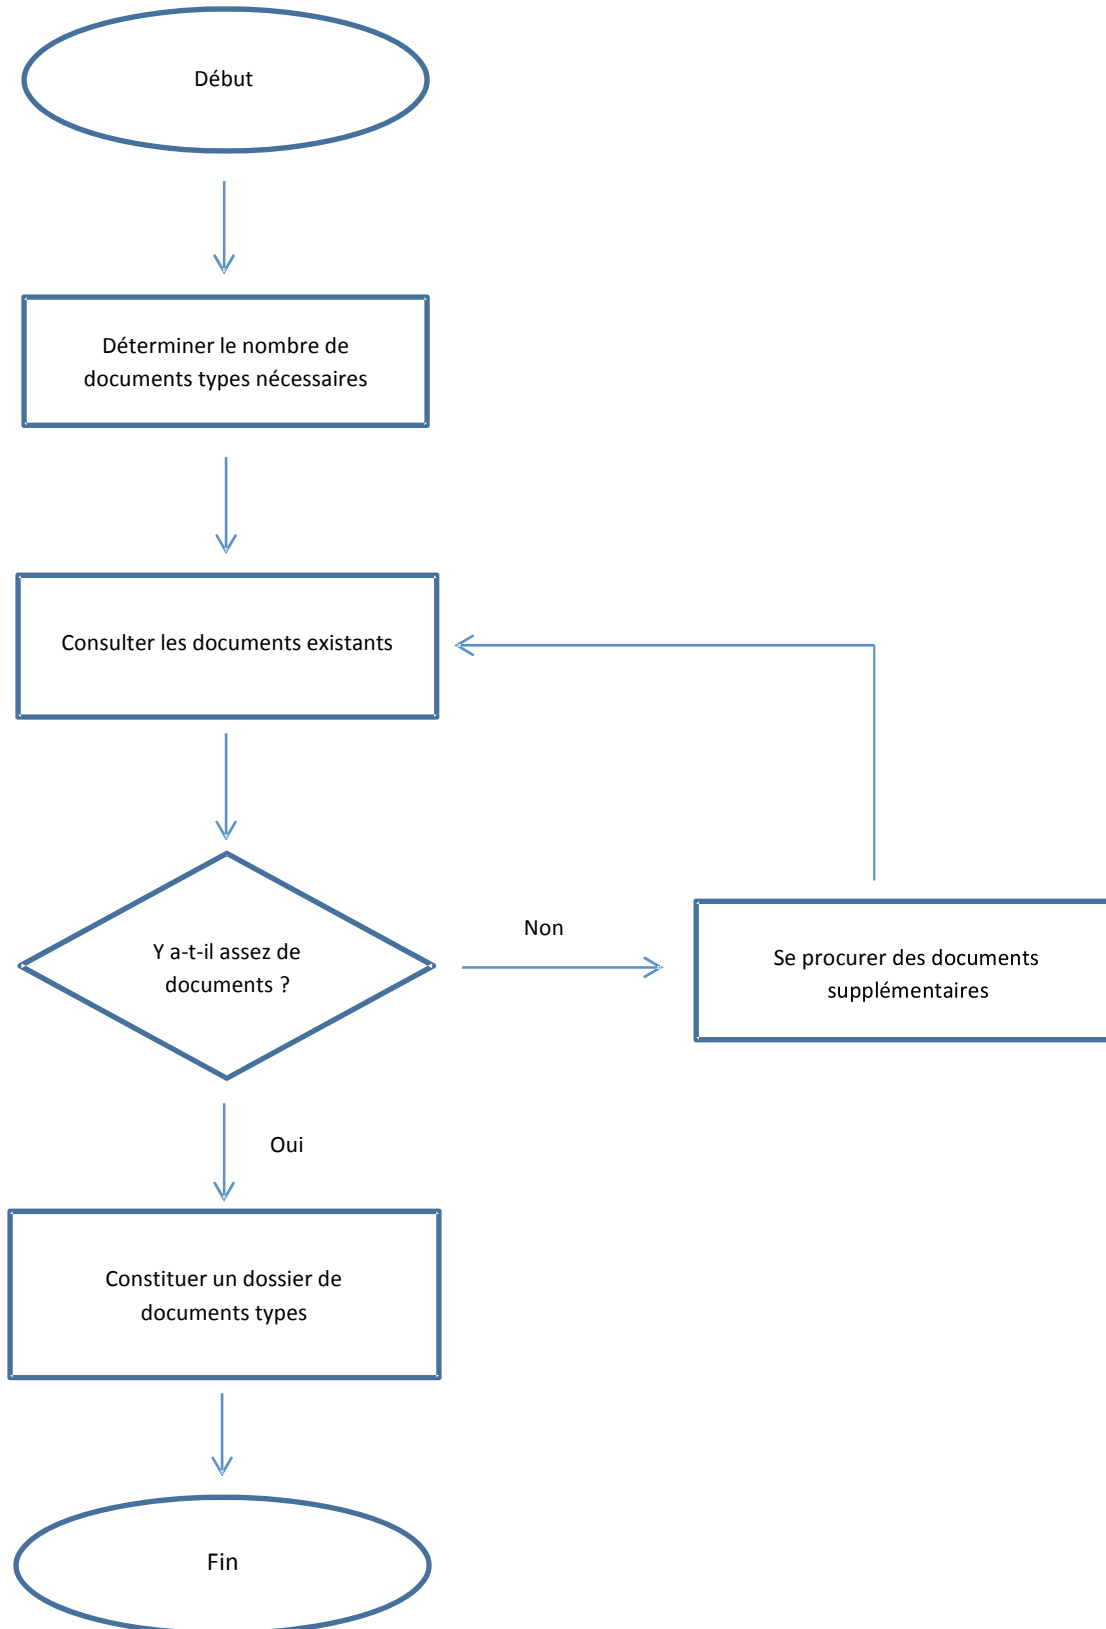 Début
Déterminer le nombre de
documents types nécessaires
Consulter les documents existants
Y a-t-il assez de
documents ?
Non
Se procurer des documents
supplémentaires
Oui
Constituer un dossier de
documents types
Fin